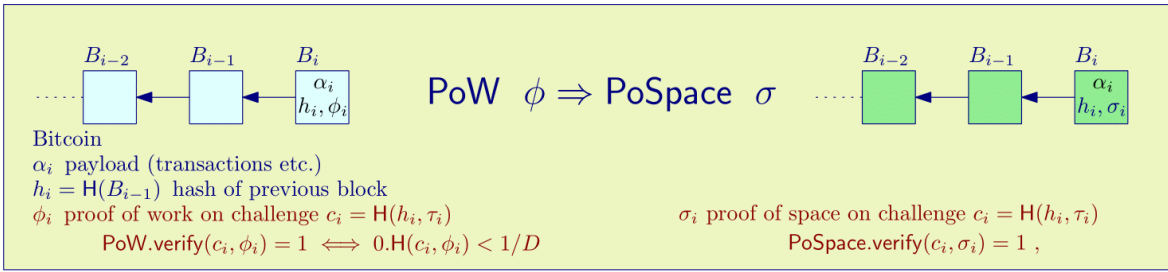 B_{i−2} B_{i−1} B_i
α_i
h_i, ϕ_i
PoW ϕ ⇒ PoSpace σ
B_{i−2} B_{i−1} B_i
α_i
h_i, σ_i
Bitcoin
α_i payload (transactions etc.)
h_i = H(B_{i−1}) hash of previous block
ϕ_i proof of work on challenge c_i = H(h_i, τ_i)
PoW.verify(c_i, ϕ_i) = 1 ⟺ 0.H(c_i, ϕ_i) < 1/D
σ_i proof of space on challenge c_i = H(h_i, τ_i)
PoSpace.verify(c_i, σ_i) = 1 ,